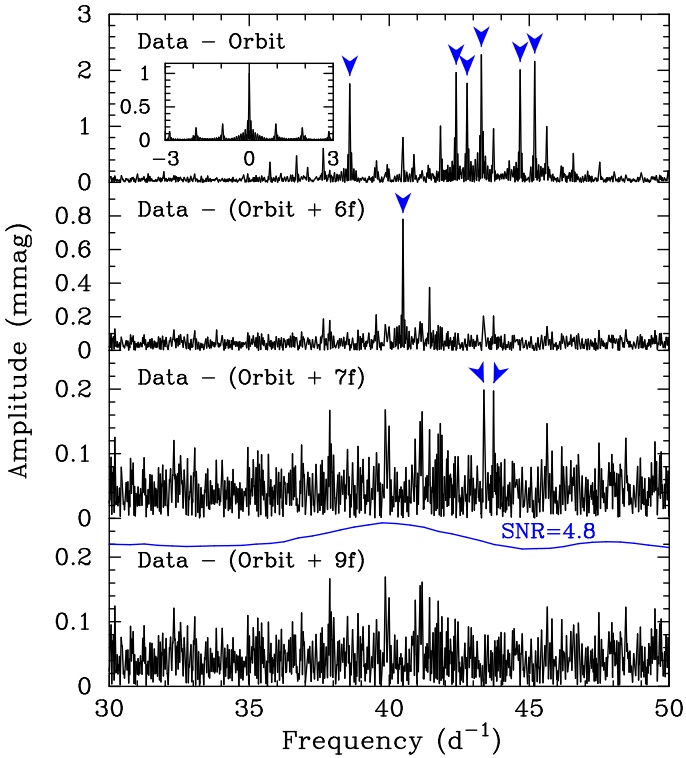 3
Data − Orbit
2
1
0.5
0
−3 0 3
1
0
Data − (Orbit + 6f)
0.8
0.6
0.4
0.2
0
Data − (Orbit + 7f)
0.2
0.1
0
SNR=4.8
Data − (Orbit + 9f)
0.2
0.1
0
30 35 40 45 50
Frequency (d⁻¹)
Amplitude (mmag)